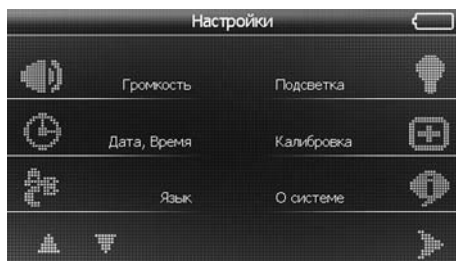 Настройки
Громкость
Подсветка
Дата, Время
Калибровка
Язык
О системе